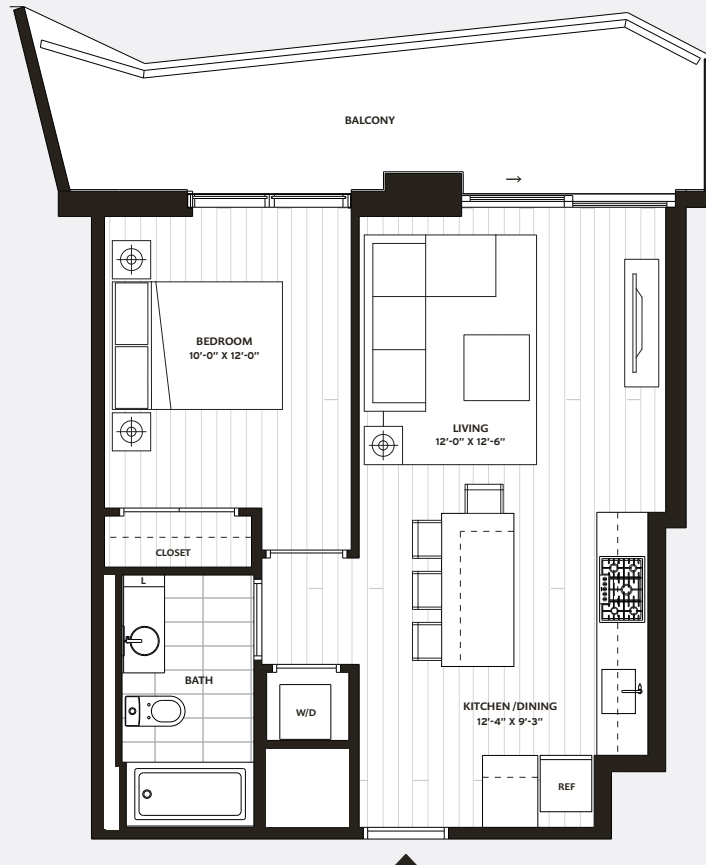 BALCONY
→
BEDROOM
10'-0" X 12'-0"
LIVING
12'-0" X 12'-6"
CLOSET
L
BATH
W/D
KITCHEN/DINING
12'-4" X 9'-3"
REF